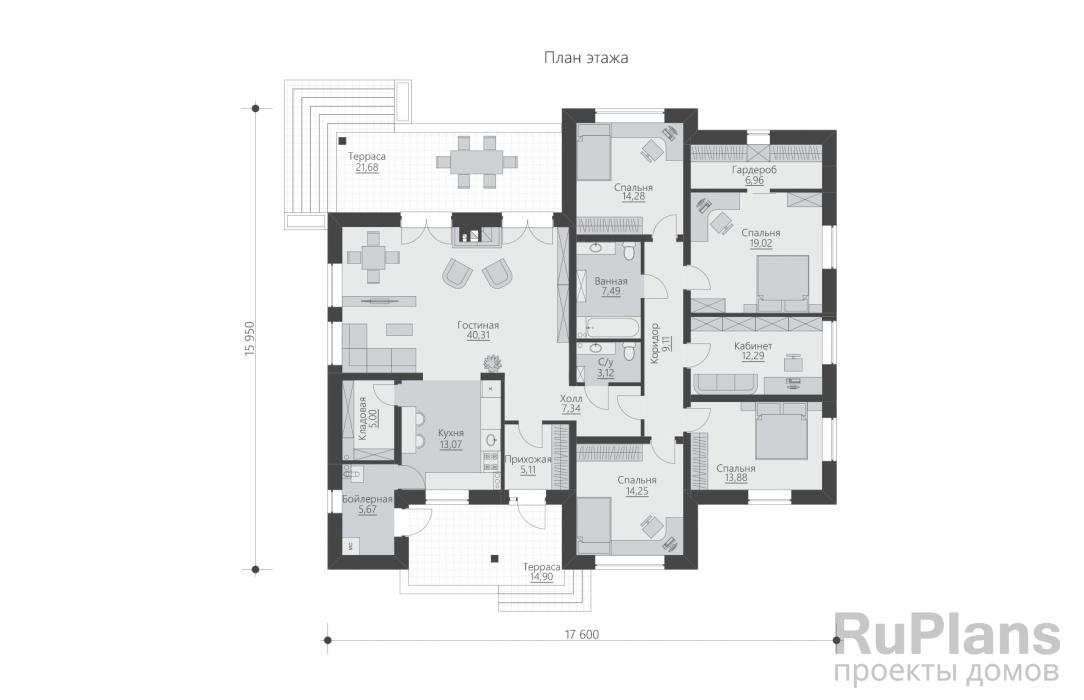 План этажа
Терраса
21,68
Спальня
14,28
Гардероб
6,96
Спальня
19,02
Ванная
7,49
Гостиная
40,31
Коридор
9,11
Кабинет
12,29
С/у
3,12
Холл
7,34
Кладовая
5,00
Кухня
13,07
Прихожая
5,11
Спальня
14,25
Спальня
13,88
Бойлерная
5,67
Терраса
14,90
15 950
17 600
RuPlans
проекты домов